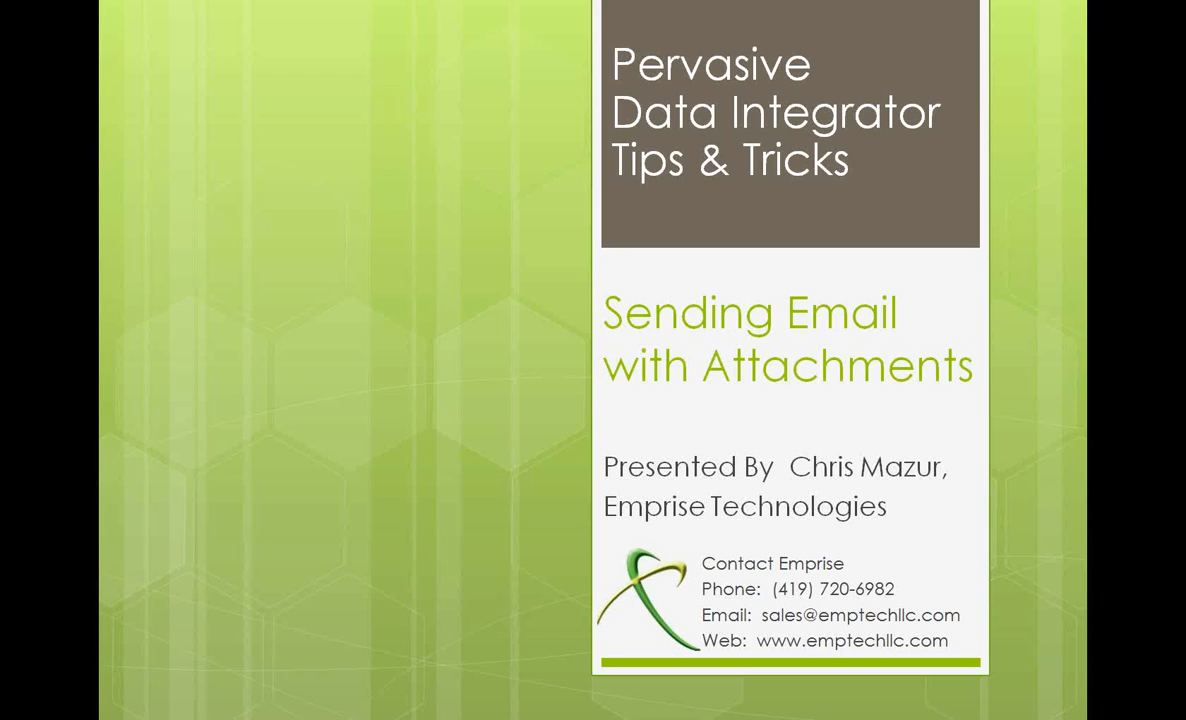 Pervasive
Data Integrator
Tips & Tricks
Sending Email
with Attachments
Presented By  Chris Mazur,
Emprise Technologies
Contact Emprise
Phone:  (419) 720-6982
Email:  sales@emptechllc.com
Web:  www.emptechllc.com